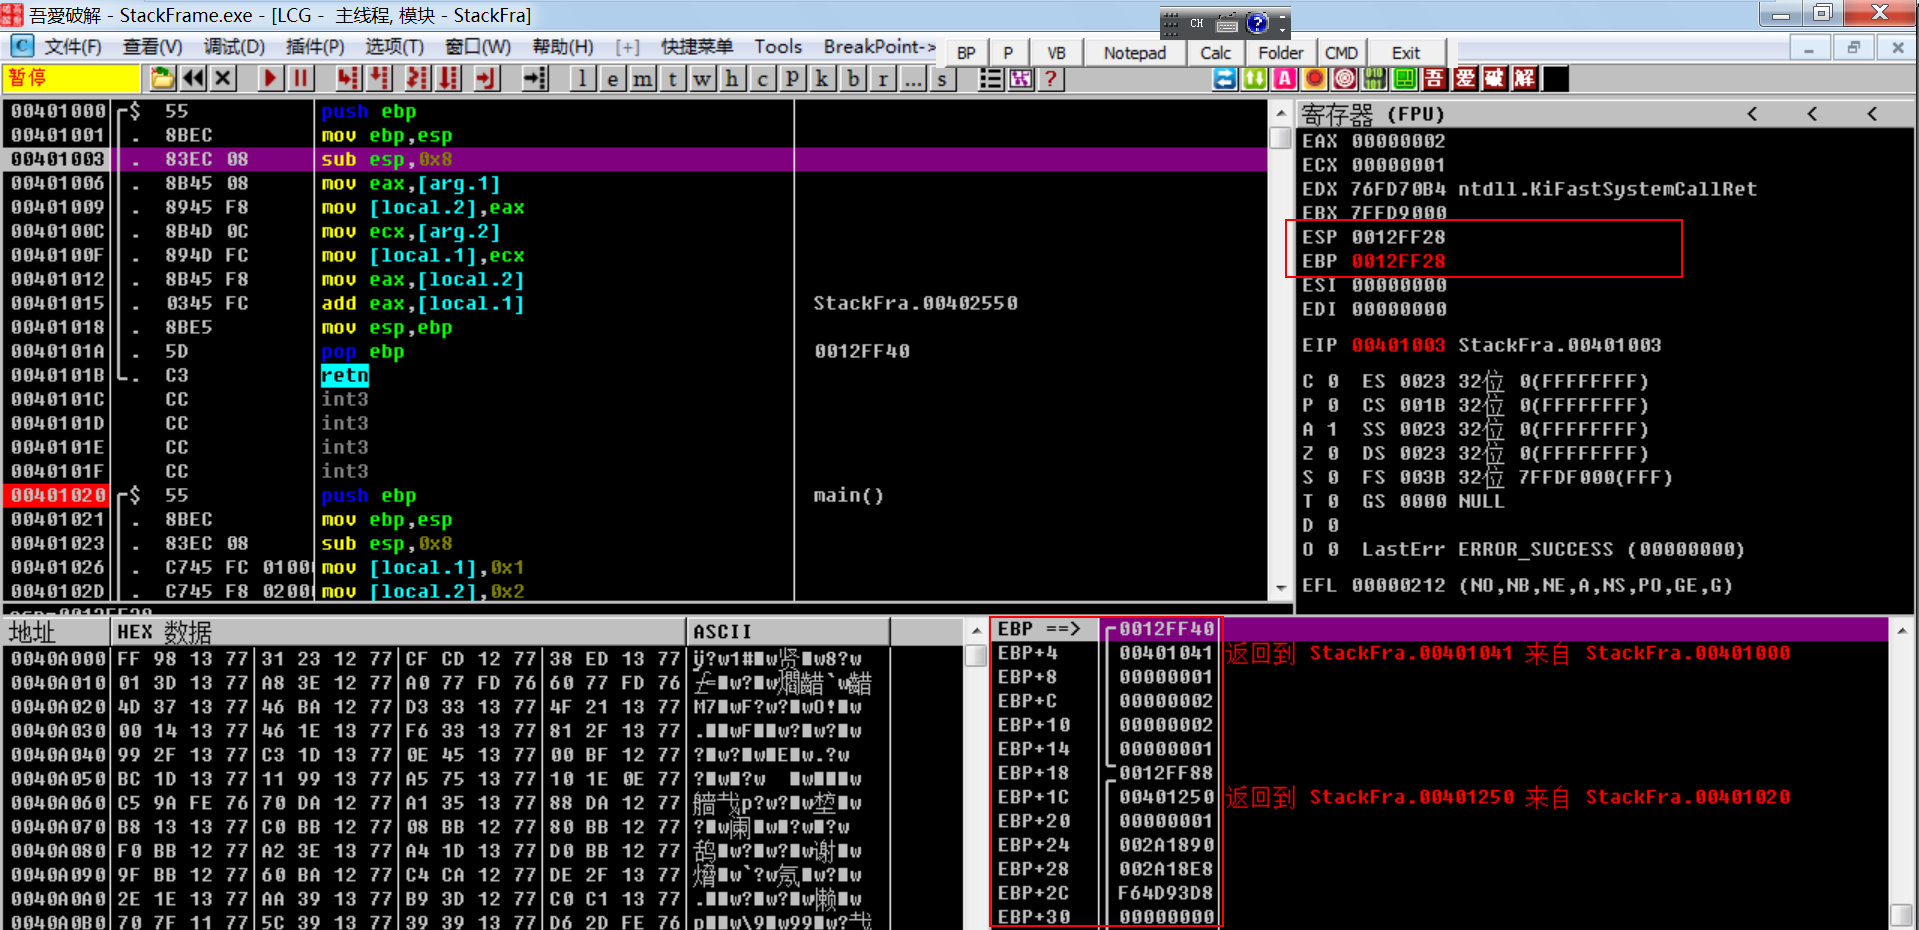 吾愛破解 - StackFrame.exe - [LCG - 主线程, 模块 - StackFra]
CH
文件(F) 查看(V) 调试(D) 插件(P) 选项(T) 窗口(W) 帮助(H) [+] 快捷菜单 Tools BreakPoint->
BP P VB Notepad Calc Folder CMD Exit
暂停
l e m t w h c P k b r ... s
吾 爱 破 解
00401000 $ 55 push ebp
00401001 . 8BEC mov ebp,esp
00401003 . 83EC 08 sub esp,0x8
00401006 . 8B45 08 mov eax,[arg.1]
00401009 . 8945 F8 mov [local.2],eax
0040100C . 8B4D 0C mov ecx,[arg.2]
0040100F . 894D FC mov [local.1],ecx
00401012 . 8B45 F8 mov eax,[local.2]
00401015 . 0345 FC add eax,[local.1] StackFra.00402550
00401018 . 8BE5 mov esp,ebp
0040101A . 5D pop ebp 0012FF40
0040101B . C3 retn
0040101C CC int3
0040101D CC int3
0040101E CC int3
0040101F CC int3
00401020 $ 55 push ebp main()
00401021 . 8BEC mov ebp,esp
00401023 . 83EC 08 sub esp,0x8
00401026 . C745 FC 0100 mov [local.1],0x1
0040102D . C745 F8 0200 mov [local.2],0x2
寄存器 (FPU) < < <
EAX 00000002
ECX 00000001
EDX 76FD70B4 ntdll.KiFastSystemCallRet
EBX 7FFD9000
ESP 0012FF28
EBP 0012FF28
ESI 00000000
EDI 00000000
EIP 00401003 StackFra.00401003
C 0 ES 0023 32位 0(FFFFFFFF)
P 0 CS 001B 32位 0(FFFFFFFF)
A 1 SS 0023 32位 0(FFFFFFFF)
Z 0 DS 0023 32位 0(FFFFFFFF)
S 0 FS 003B 32位 7FFDF000(FFF)
T 0 GS 0000 NULL
D 0
O 0 LastErr ERROR_SUCCESS (00000000)
EFL 00000212 (NO,NB,NE,A,NS,PO,GE,G)
地址 HEX 数据 ASCII
0040A000 FF 98 13 77 31 23 12 77 CF CD 12 77 38 ED 13 77
0040A010 01 3D 13 77 A8 3E 12 77 A0 77 FD 76 60 77 FD 76
0040A020 4D 37 13 77 46 BA 12 77 D3 33 13 77 4F 21 13 77
0040A030 00 14 13 77 46 1E 13 77 F6 33 13 77 81 2F 13 77
0040A040 99 2F 13 77 C3 1D 13 77 0E 45 13 77 00 BF 12 77
0040A050 BC 1D 13 77 11 99 13 77 A5 75 13 77 10 1E 0E 77
0040A060 C5 9A FE 76 70 DA 12 77 A1 35 13 77 88 DA 12 77
0040A070 B8 13 13 77 C0 BB 12 77 08 BB 12 77 80 BB 12 77
0040A080 F0 BB 12 77 A2 3E 13 77 A4 1D 13 77 D0 BB 12 77
0040A090 9F BB 12 77 60 BA 12 77 C4 CA 12 77 DE 2F 13 77
0040A0A0 2E 1E 13 77 AA 39 13 77 B9 3D 12 77 C0 C1 13 77
0040A0B0 70 7F 11 77 5C 39 13 77 39 39 13 77 D6 2D FE 76
EBP ==> 0012FF40
EBP+4 00401041 返回到 StackFra.00401041 来自 StackFra.00401000
EBP+8 00000001
EBP+C 00000002
EBP+10 00000002
EBP+14 00000001
EBP+18 0012FF88
EBP+1C 00401250 返回到 StackFra.00401250 来自 StackFra.00401020
EBP+20 00000001
EBP+24 002A1890
EBP+28 002A18E8
EBP+2C F64D93D8
EBP+30 00000000